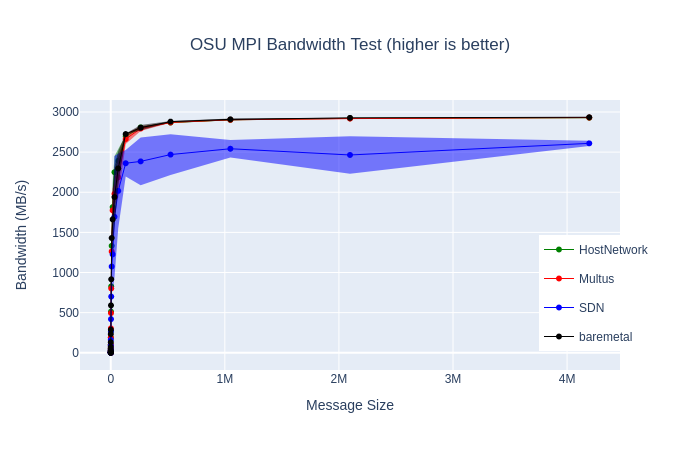 OSU MPI Bandwidth Test (higher is better)
3000
2500
2000
1500
1000
500
0
Bandwidth (MB/s)
HostNetwork
Multus
SDN
baremetal
0 1M 2M 3M 4M
Message Size